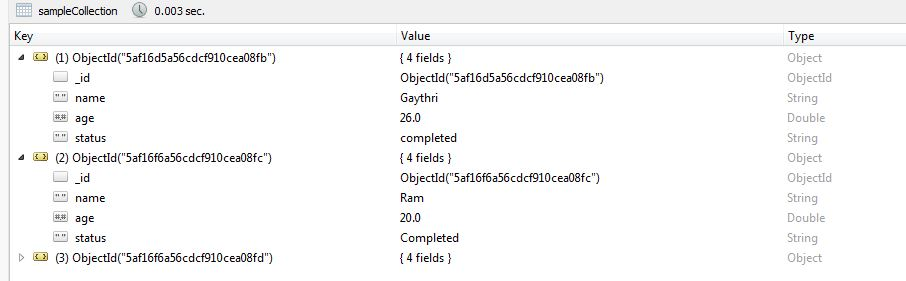 sampleCollection 0.003 sec.
Key Value Type
(1) ObjectId("5af16d5a56cdcf910cea08fb") { 4 fields } Object
_id ObjectId("5af16d5a56cdcf910cea08fb") ObjectId
" " name Gaythri String
## age 26.0 Double
" " status completed String
(2) ObjectId("5af16f6a56cdcf910cea08fc") { 4 fields } Object
_id ObjectId("5af16f6a56cdcf910cea08fc") ObjectId
" " name Ram String
## age 20.0 Double
" " status Completed String
(3) ObjectId("5af16f6a56cdcf910cea08fd") { 4 fields } Object